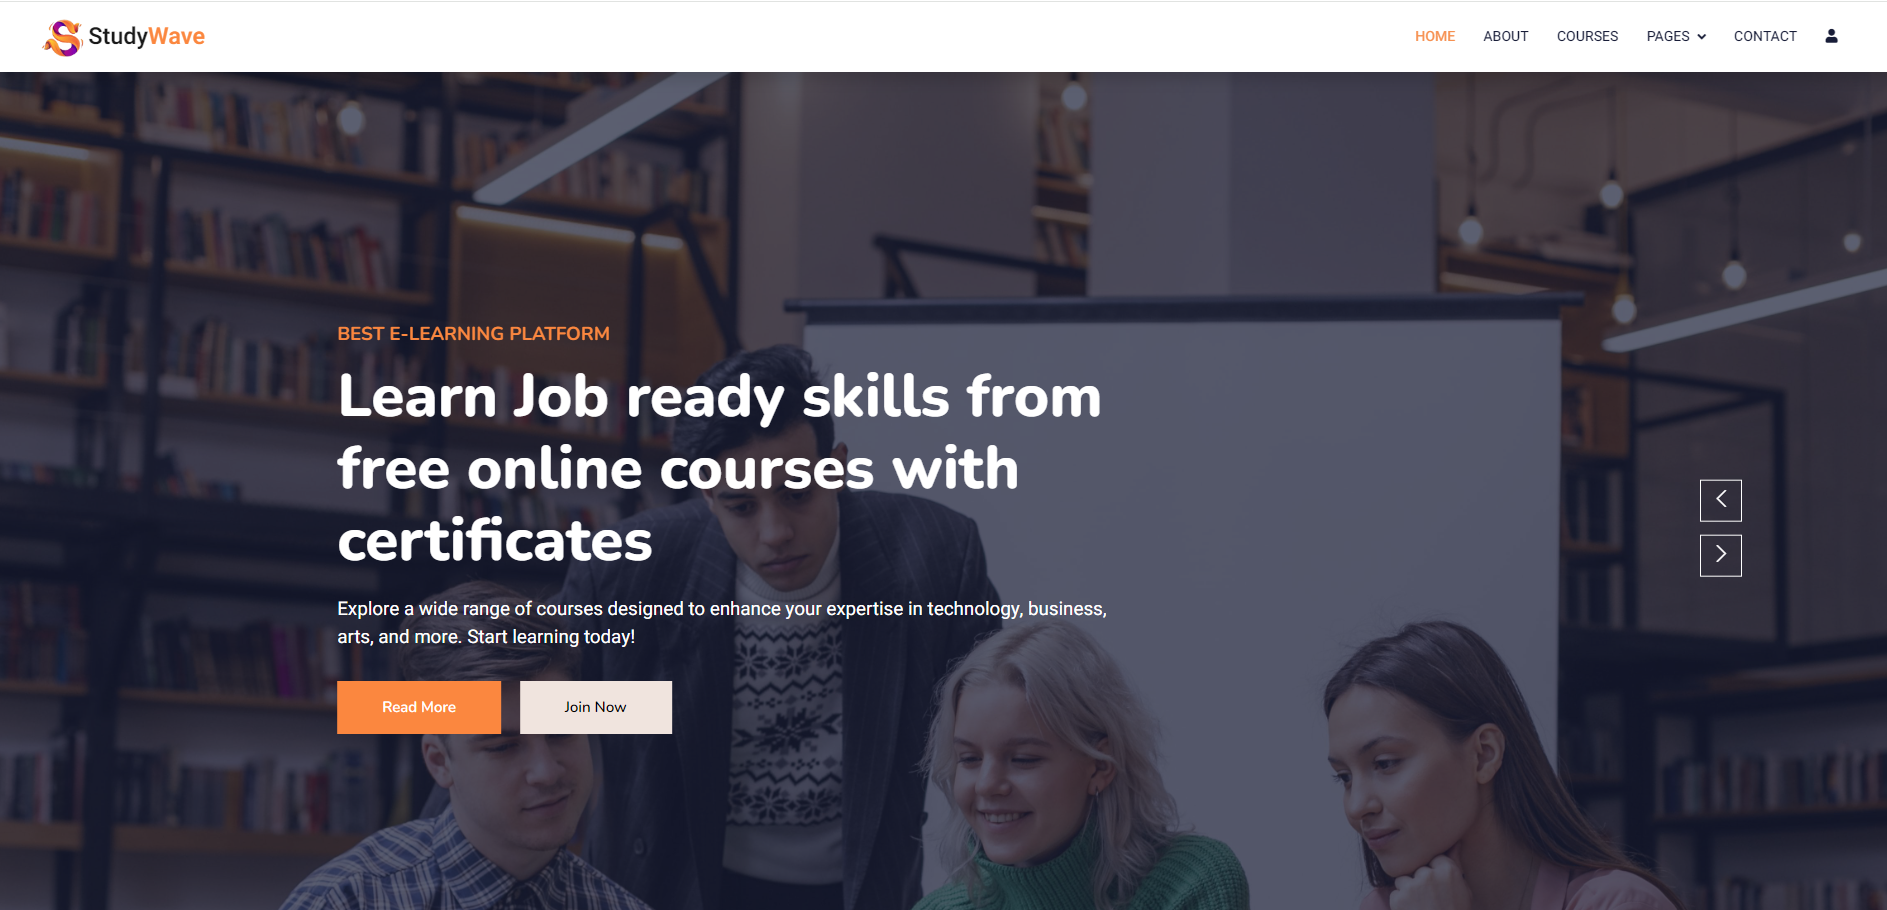 StudyWave
HOME ABOUT COURSES PAGES CONTACT
BEST E-LEARNING PLATFORM
Learn Job ready skills from
free online courses with
certificates
Explore a wide range of courses designed to enhance your expertise in technology, business,
arts, and more. Start learning today!
Read More Join Now